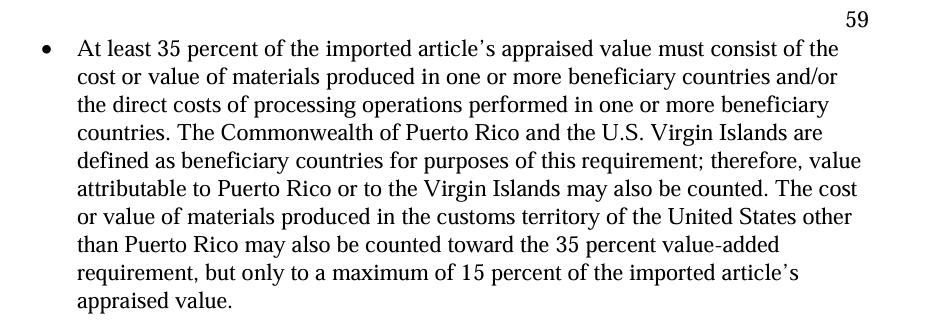 59
• At least 35 percent of the imported article’s appraised value must consist of the
cost or value of materials produced in one or more beneficiary countries and/or
the direct costs of processing operations performed in one or more beneficiary
countries. The Commonwealth of Puerto Rico and the U.S. Virgin Islands are
defined as beneficiary countries for purposes of this requirement; therefore, value
attributable to Puerto Rico or to the Virgin Islands may also be counted. The cost
or value of materials produced in the customs territory of the United States other
than Puerto Rico may also be counted toward the 35 percent value-added
requirement, but only to a maximum of 15 percent of the imported article’s
appraised value.